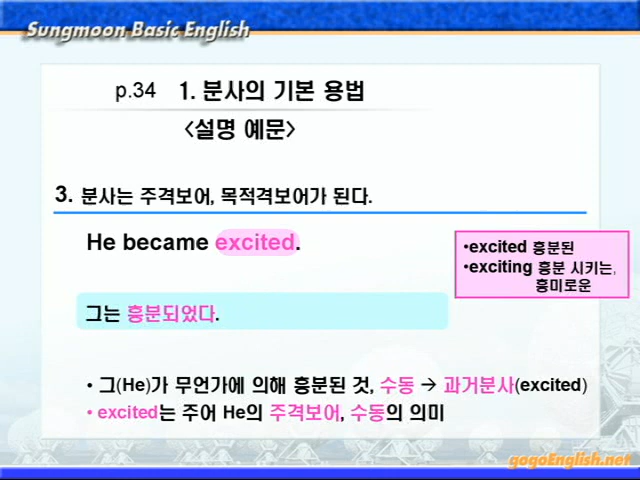 Sungmoon Basic English
p.34 1. 분사의 기본 용법
<설명 예문>
3. 분사는 주격보어, 목적격보어가 된다.
He became excited.
•excited 흥분된
•exciting 흥분 시키는,
흥미로운
그는 흥분되었다.
• 그(He)가 무언가에 의해 흥분된 것, 수동 → 과거분사(excited)
• excited는 주어 He의 주격보어, 수동의 의미
gogoEnglish.net